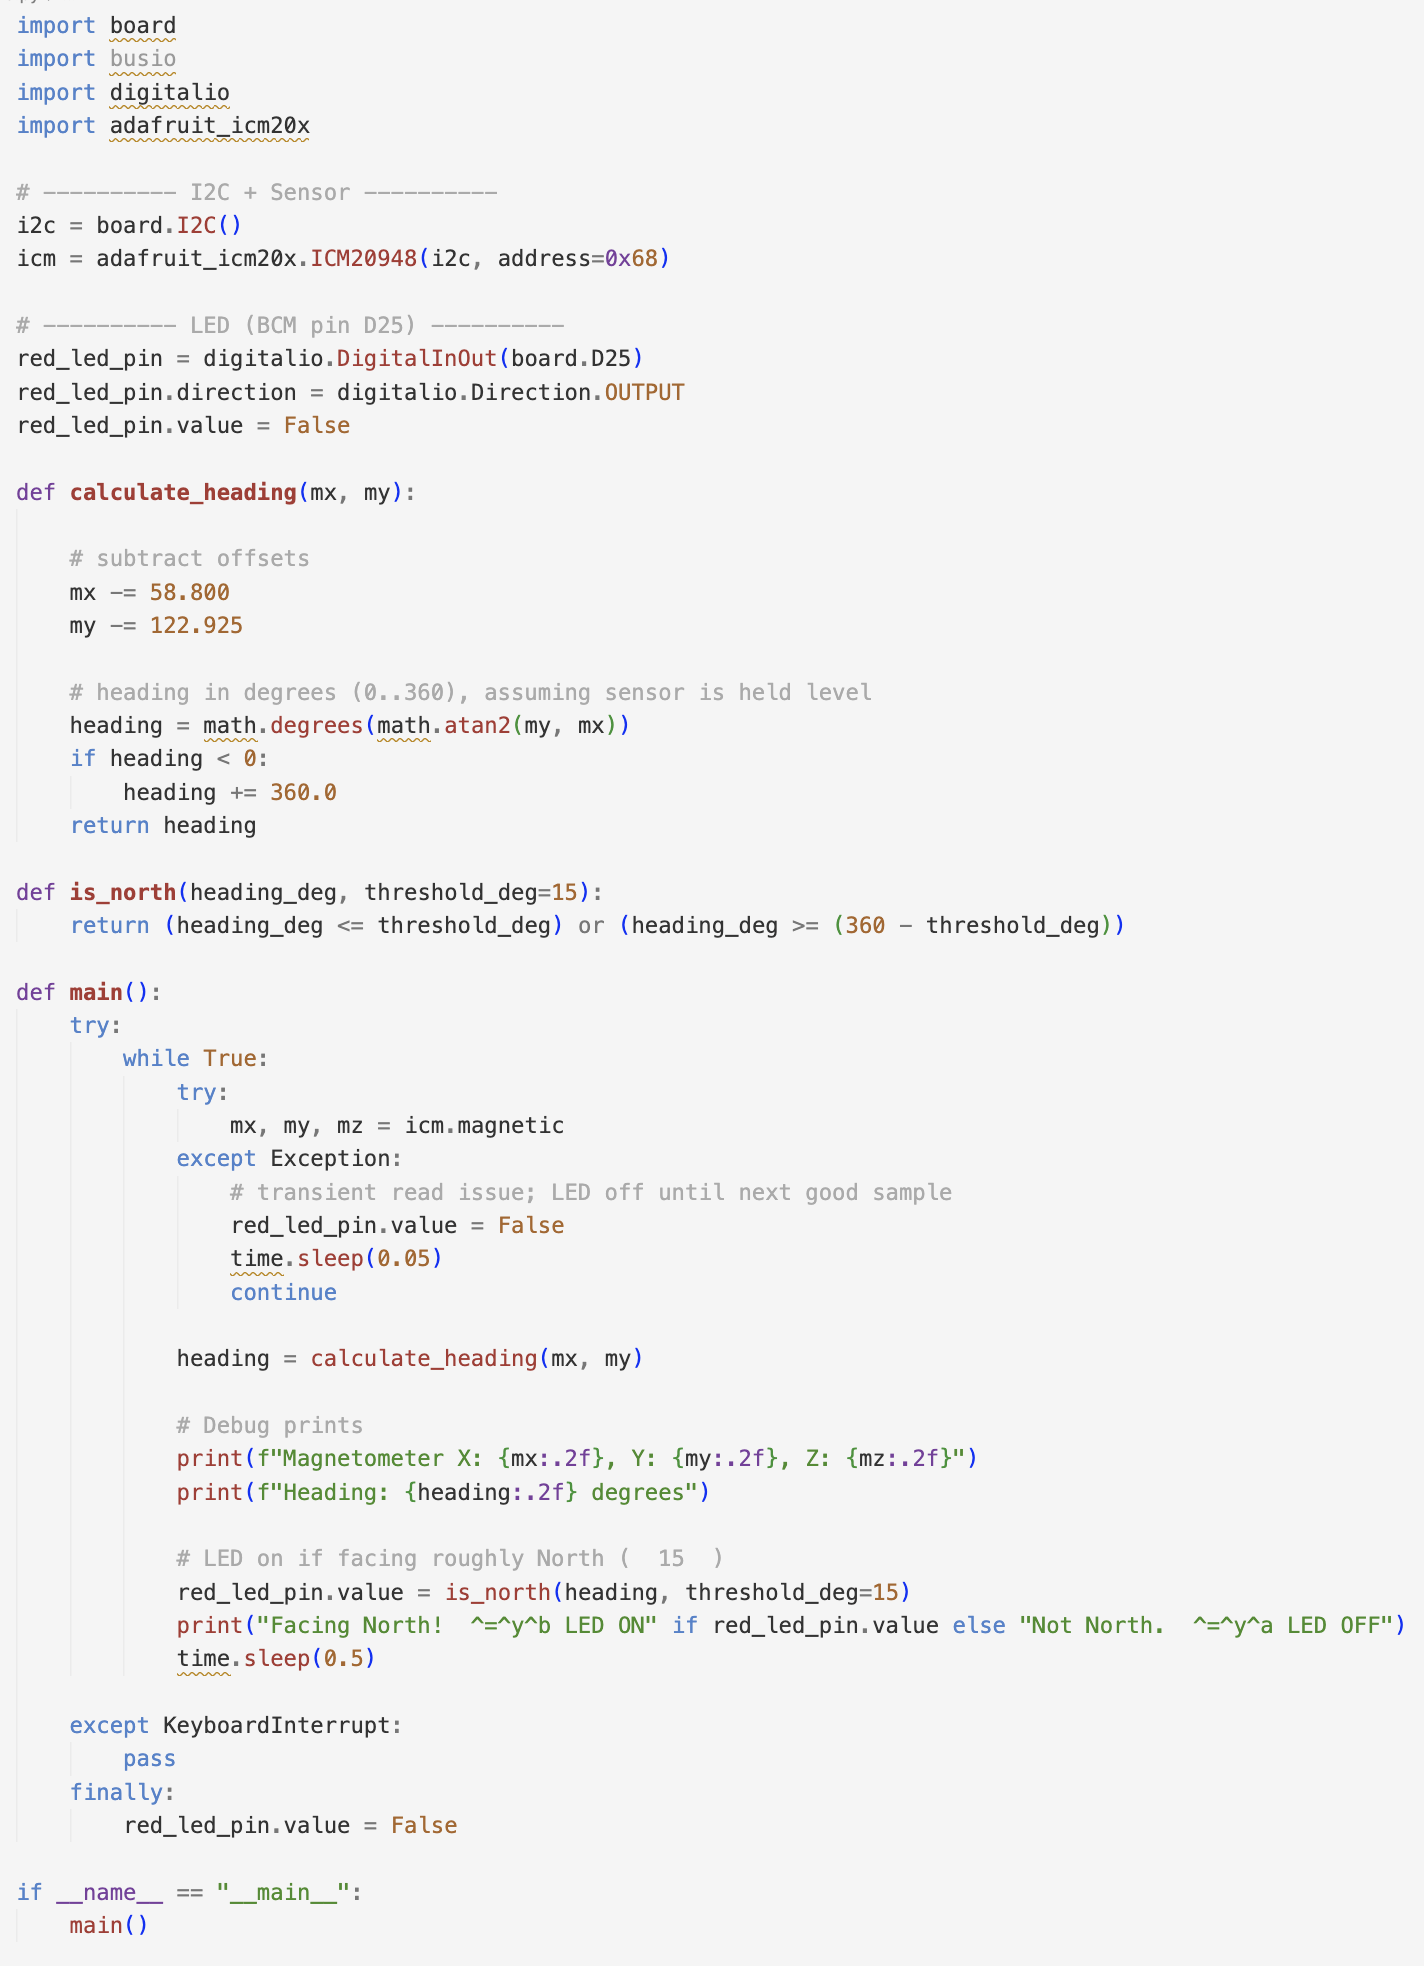 import board
import busio
import digitalio
import adafruit_icm20x

# ---------- I2C + Sensor ----------
i2c = board.I2C()
icm = adafruit_icm20x.ICM20948(i2c, address=0x68)

# ---------- LED (BCM pin D25) ----------
red_led_pin = digitalio.DigitalInOut(board.D25)
red_led_pin.direction = digitalio.Direction.OUTPUT
red_led_pin.value = False

def calculate_heading(mx, my):

    # subtract offsets
    mx -= 58.800
    my -= 122.925

    # heading in degrees (0..360), assuming sensor is held level
    heading = math.degrees(math.atan2(my, mx))
    if heading < 0:
        heading += 360.0
    return heading

def is_north(heading_deg, threshold_deg=15):
    return (heading_deg <= threshold_deg) or (heading_deg >= (360 - threshold_deg))

def main():
    try:
        while True:
            try:
                mx, my, mz = icm.magnetic
            except Exception:
                # transient read issue; LED off until next good sample
                red_led_pin.value = False
                time.sleep(0.05)
                continue

            heading = calculate_heading(mx, my)

            # Debug prints
            print(f"Magnetometer X: {mx:.2f}, Y: {my:.2f}, Z: {mz:.2f}")
            print(f"Heading: {heading:.2f} degrees")

            # LED on if facing roughly North (  15  )
            red_led_pin.value = is_north(heading, threshold_deg=15)
            print("Facing North!  ^=^y^b LED ON" if red_led_pin.value else "Not North.  ^=^y^a LED OFF")
            time.sleep(0.5)

    except KeyboardInterrupt:
        pass
    finally:
        red_led_pin.value = False

if __name__ == "__main__":
    main()